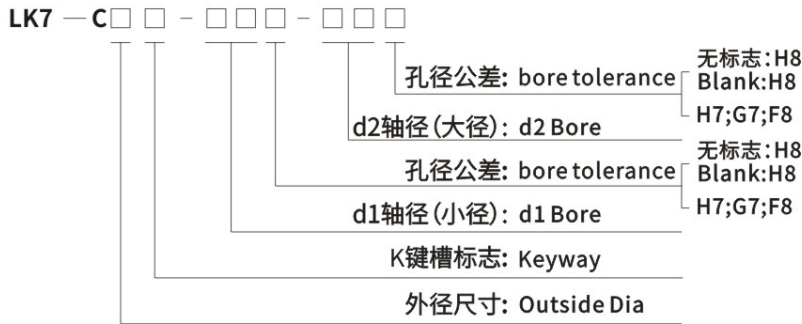 LK7 — C□ □ - □□□ - □□□
无标志:H8
孔径公差: bore tolerance
Blank:H8
H7;G7;F8
d2轴径(大径): d2 Bore
无标志:H8
孔径公差: bore tolerance
Blank:H8
H7;G7;F8
d1轴径(小径): d1 Bore
K键槽标志: Keyway
外径尺寸: Outside Dia